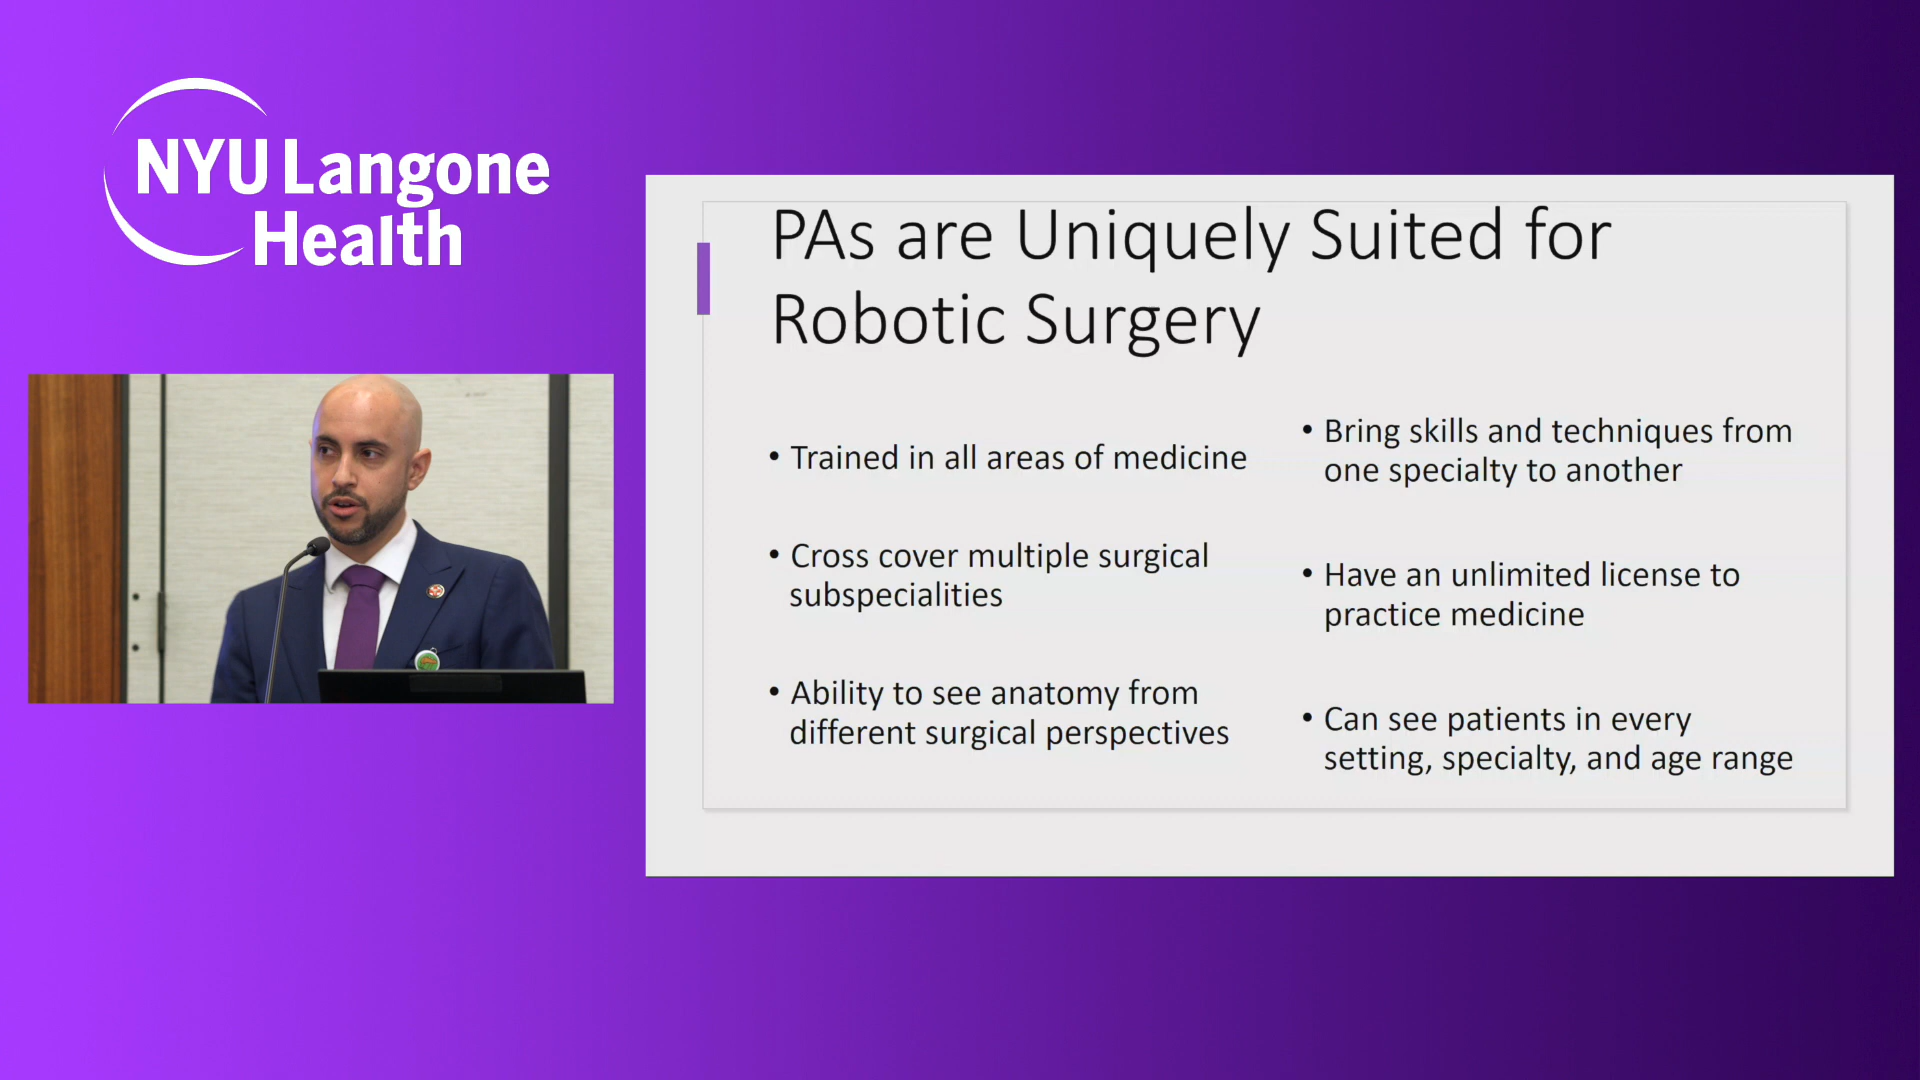 NYU Langone
Health
PAs are Uniquely Suited for
Robotic Surgery
• Trained in all areas of medicine
• Cross cover multiple surgical
subspecialities
• Ability to see anatomy from
different surgical perspectives
• Bring skills and techniques from
one specialty to another
• Have an unlimited license to
practice medicine
• Can see patients in every
setting, specialty, and age range